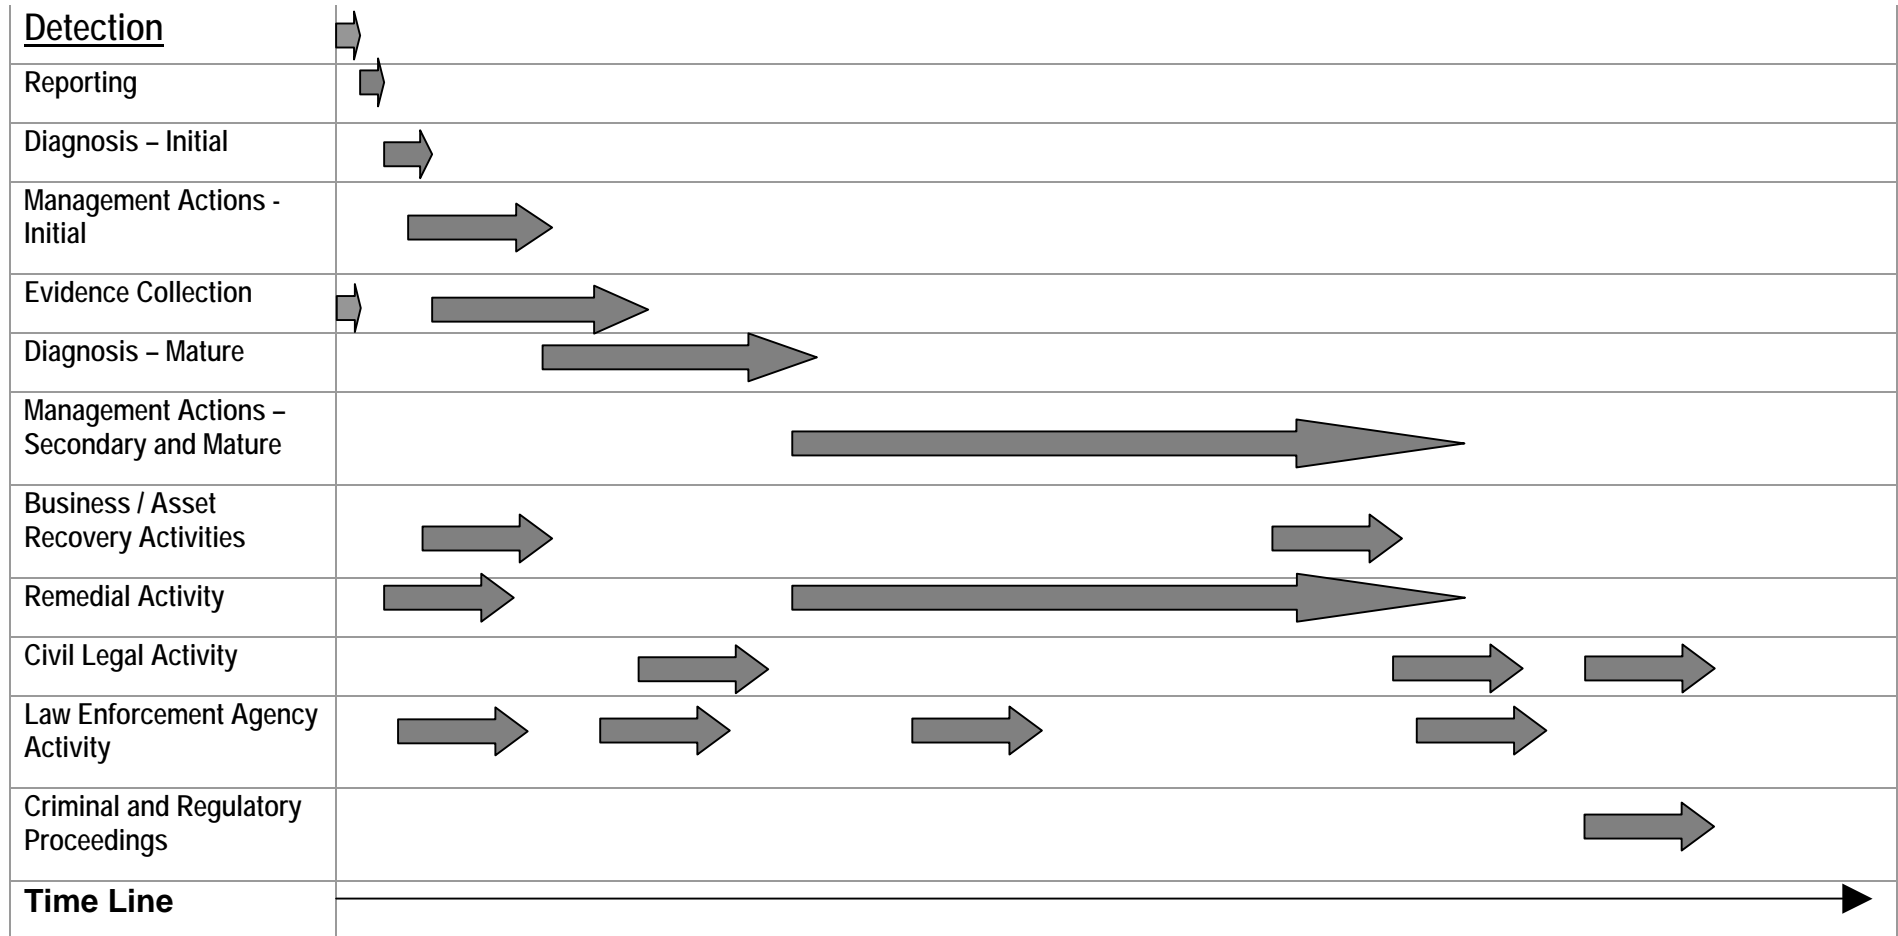 Detection
Reporting
Diagnosis – Initial
Management Actions -
Initial
Evidence Collection
Diagnosis – Mature
Management Actions –
Secondary and Mature
Business / Asset
Recovery Activities
Remedial Activity
Civil Legal Activity
Law Enforcement Agency
Activity
Criminal and Regulatory
Proceedings
Time Line